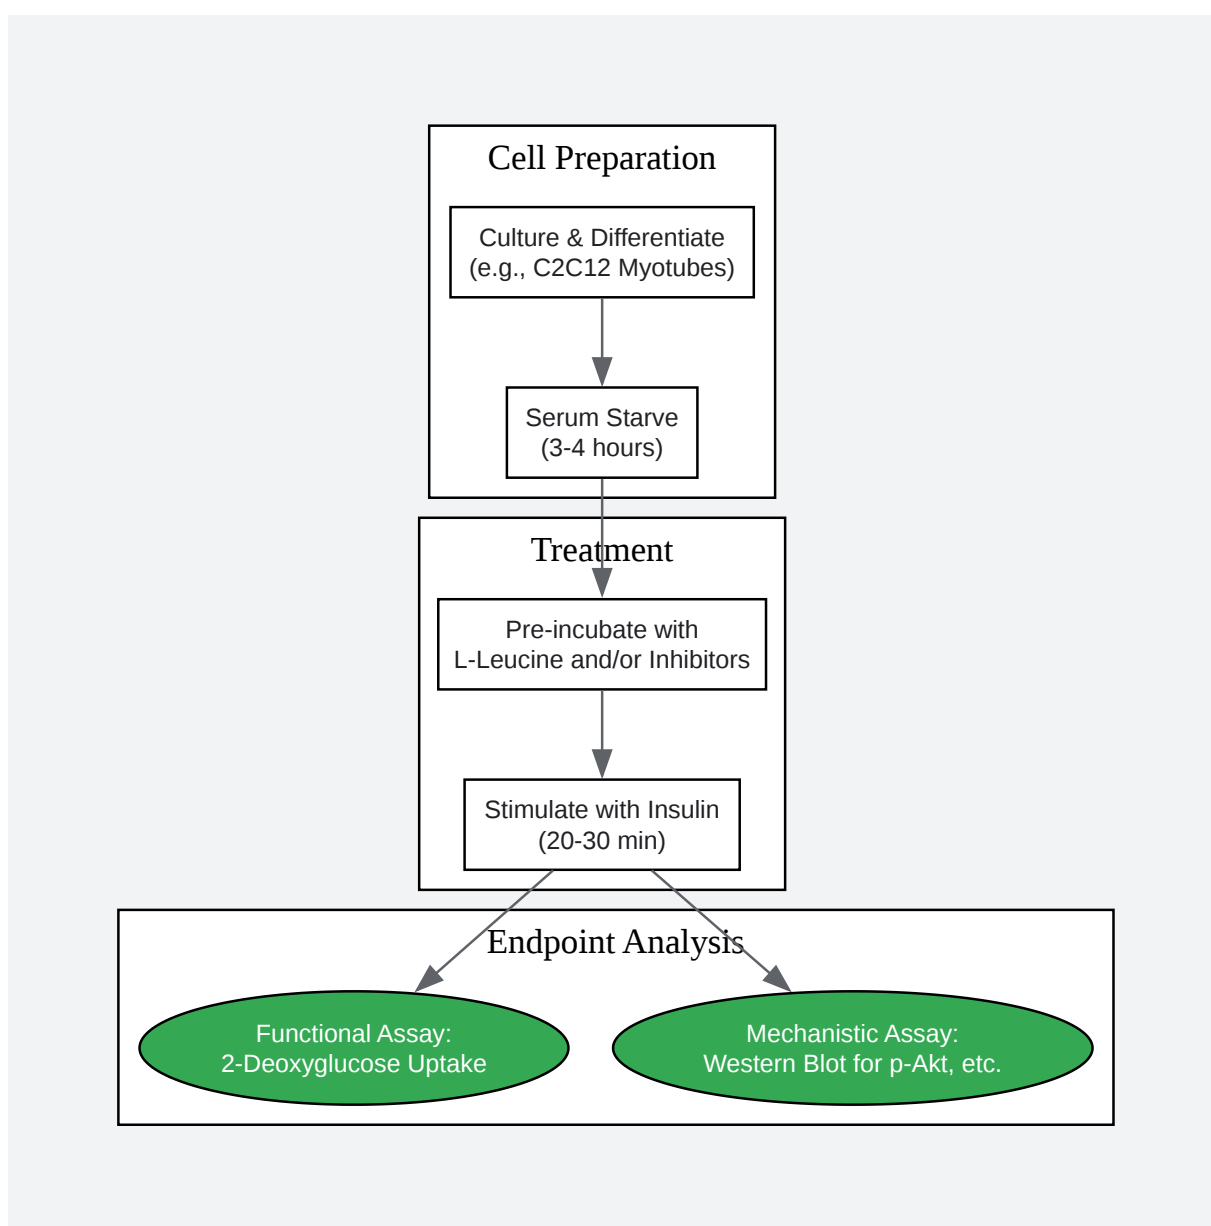 Cell Preparation
Culture & Differentiate
(e.g., C2C12 Myotubes)
Serum Starve
(3-4 hours)
Treatment
Pre-incubate with
L-Leucine and/or Inhibitors
Stimulate with Insulin
(20-30 min)
Endpoint Analysis
Functional Assay:
2-Deoxyglucose Uptake
Mechanistic Assay:
Western Blot for p-Akt, etc.